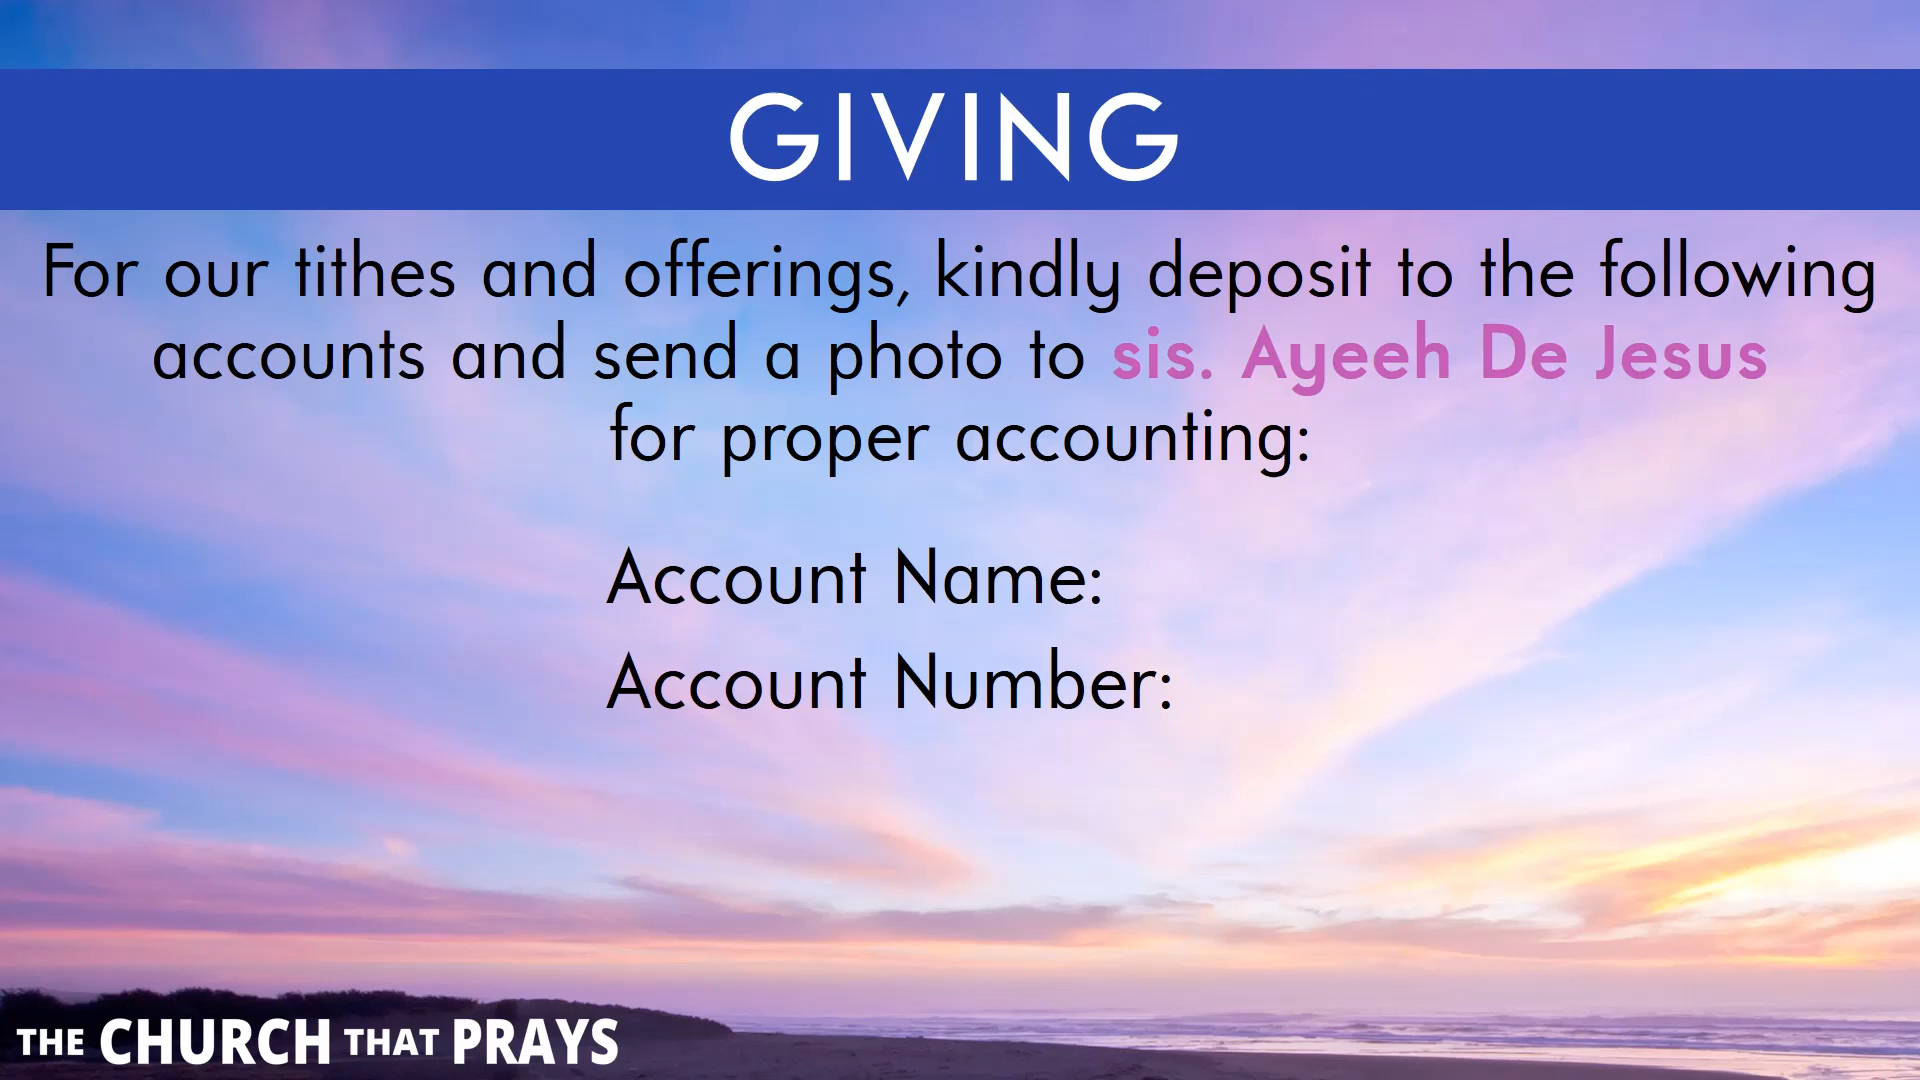 GIVING
For our tithes and offerings, kindly deposit to the following
accounts and send a photo to sis. Ayeeh De Jesus
for proper accounting:
Account Name:
Account Number:
THE CHURCH THAT PRAYS